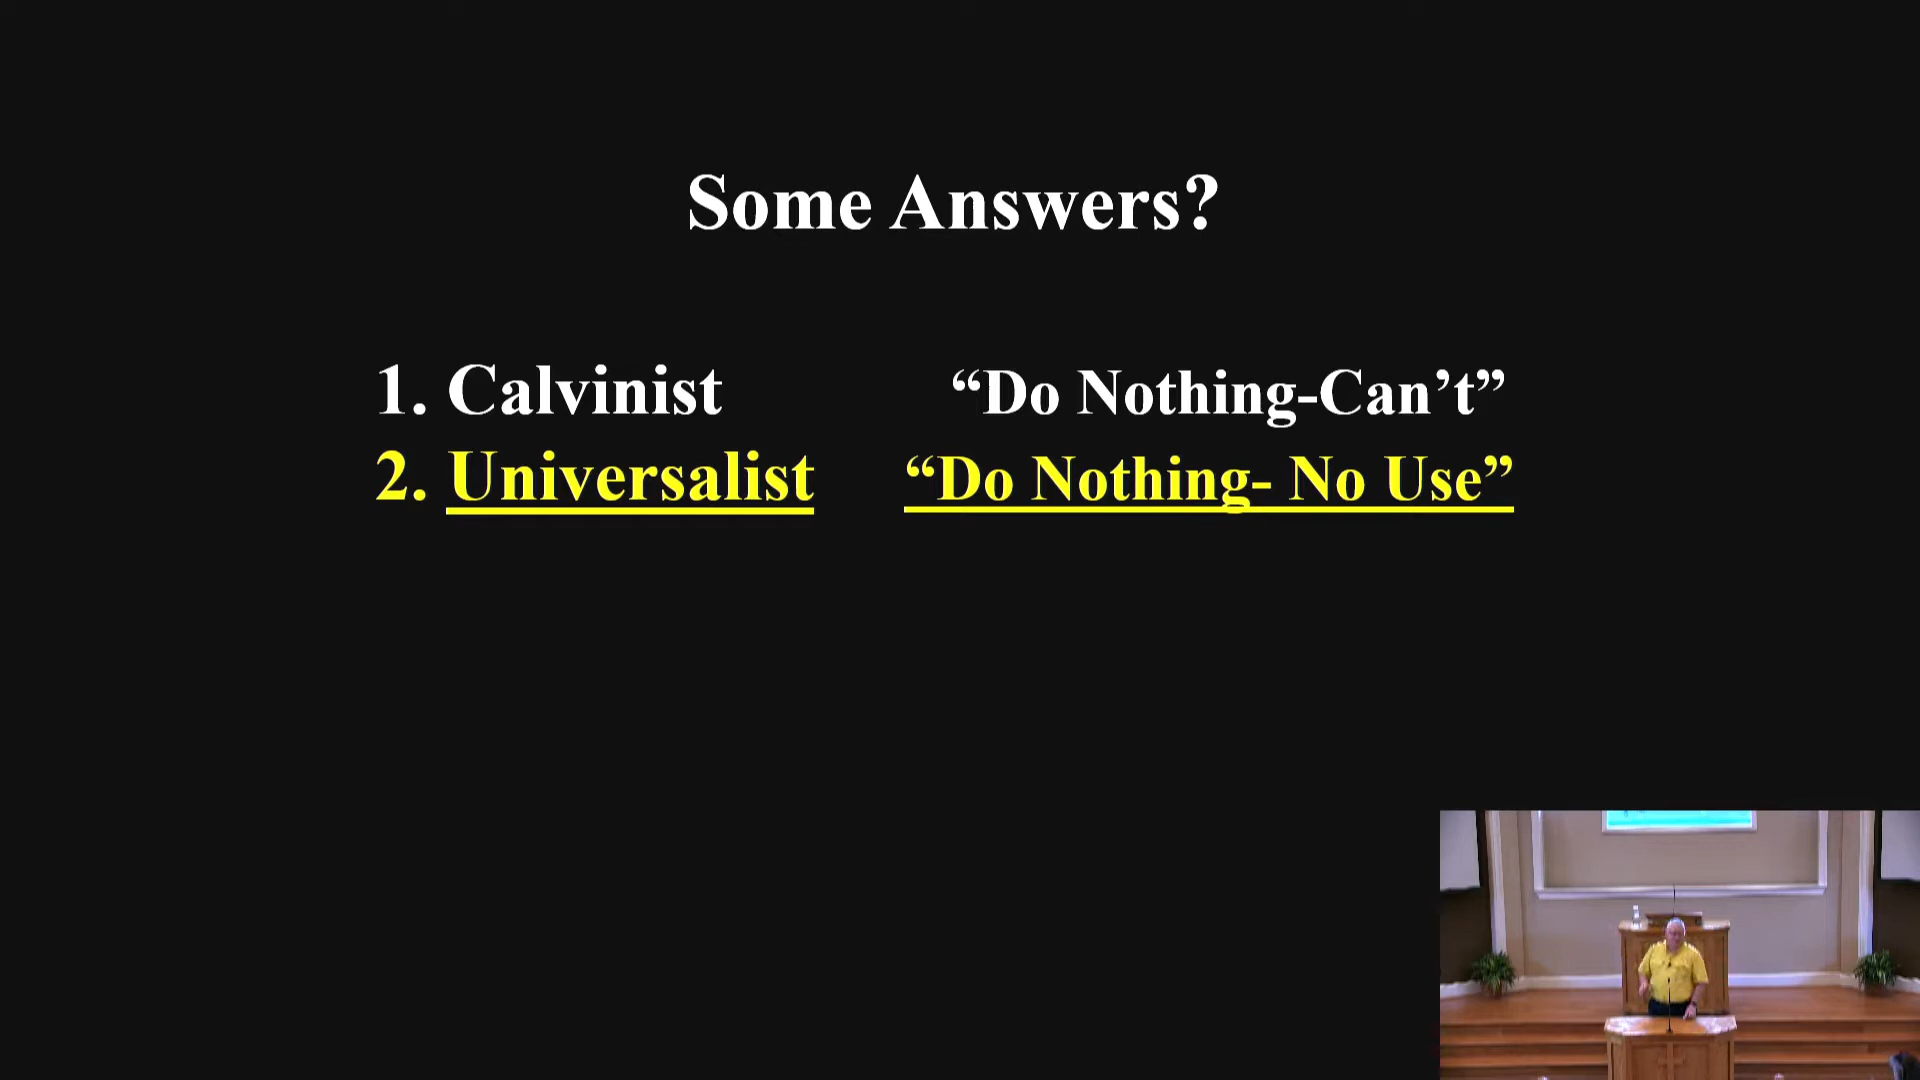 Some Answers?
1. Calvinist “Do Nothing-Can’t”
2. Universalist “Do Nothing- No Use”